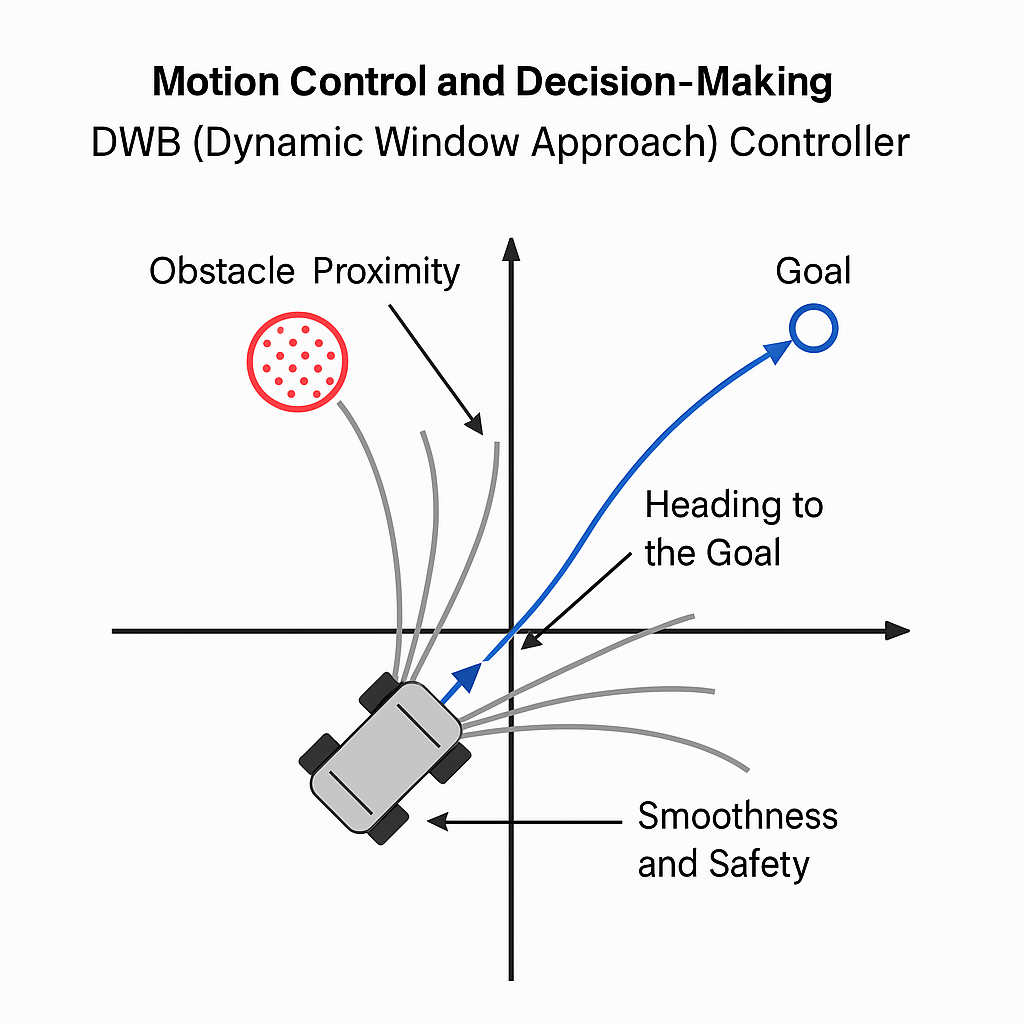 Motion Control and Decision-Making
DWB (Dynamic Window Approach) Controller
Obstacle Proximity
Goal
Heading to
the Goal
Smoothness
and Safety